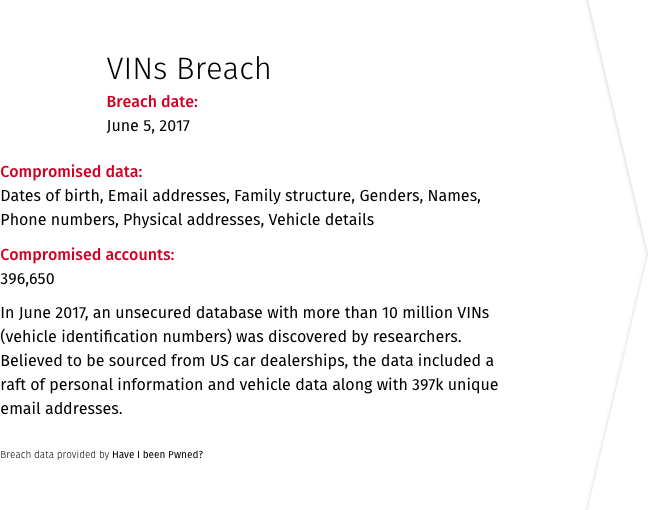 VINs Breach
Breach date:
June 5, 2017
Compromised data:
Dates of birth, Email addresses, Family structure, Genders, Names,
Phone numbers, Physical addresses, Vehicle details
Compromised accounts:
396,650
In June 2017, an unsecured database with more than 10 million VINs
(vehicle identification numbers) was discovered by researchers.
Believed to be sourced from US car dealerships, the data included a
raft of personal information and vehicle data along with 397k unique
email addresses.
Breach data provided by Have I been Pwned?